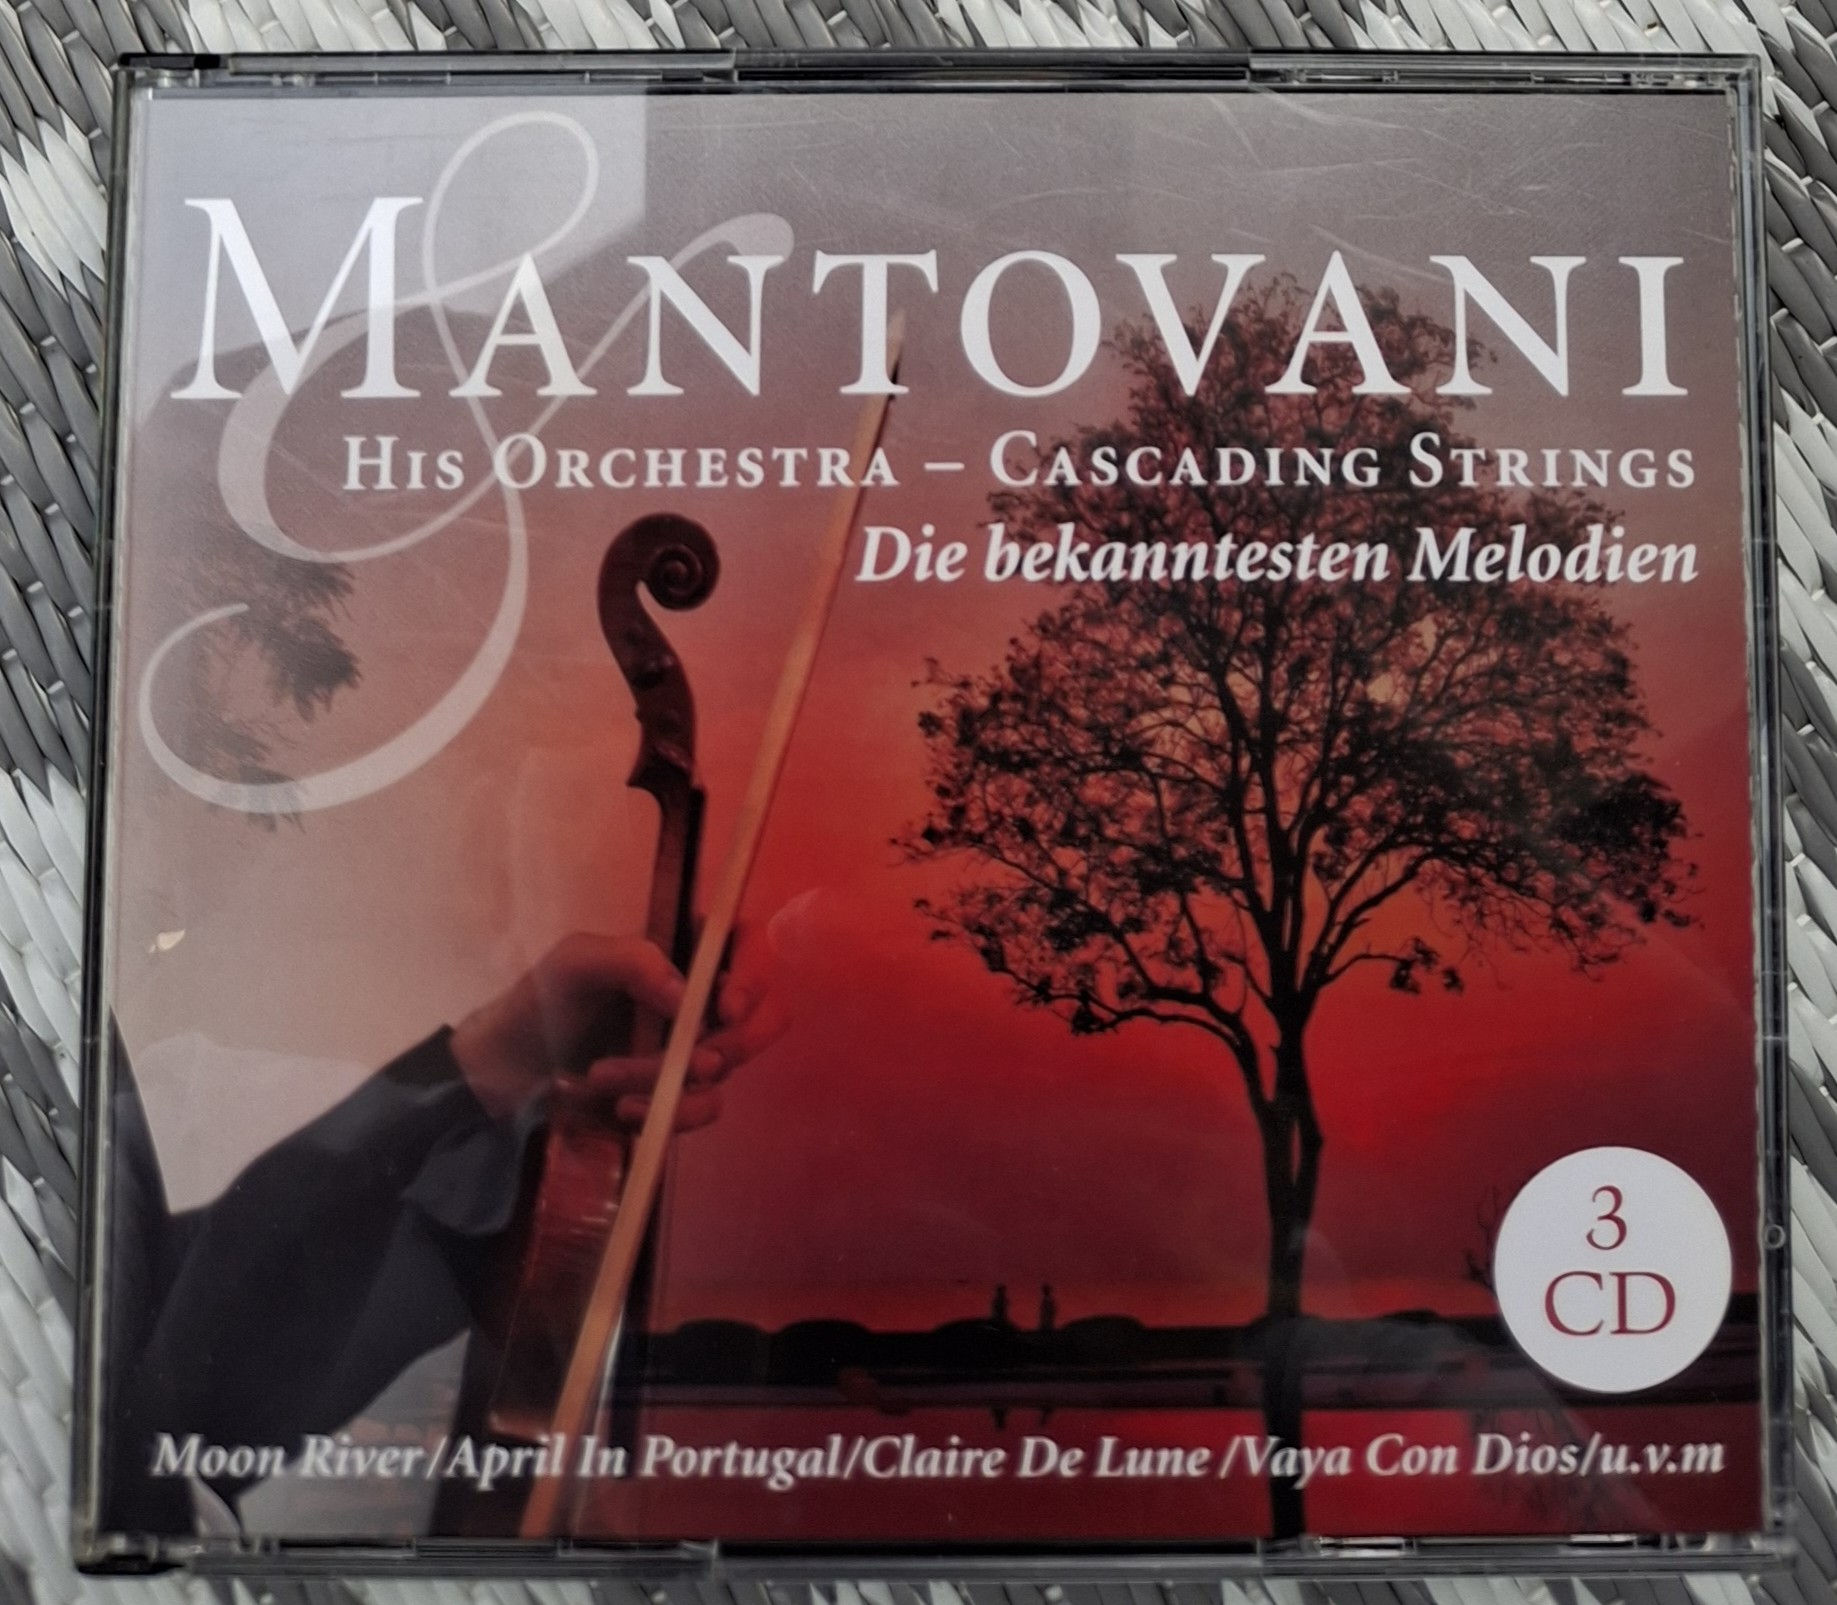 MANTOVANI
& HIS ORCHESTRA – CASCADING STRINGS
Die bekanntesten Melodien
3
CD
Moon River/April In Portugal/Claire De Lune /Vaya Con Dios/u.v.m